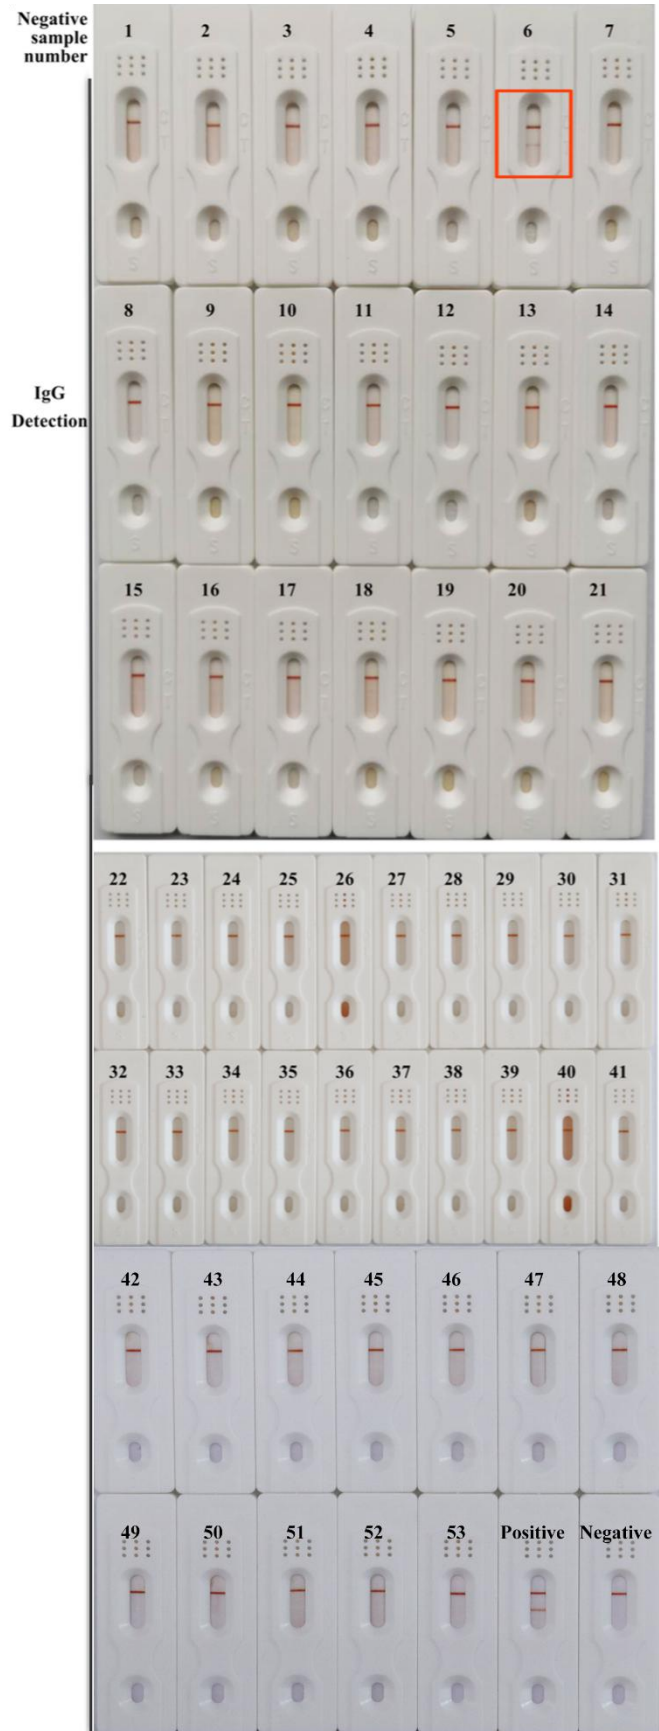 Negative
sample
number
1 2 3 4 5 6 7
C
T
S S S S S S S
8 9 10 11 12 13 14
IgG
Detection
S S S S S S S
15 16 17 18 19 20 21
S S S S S S S
22 23 24 25 26 27 28 29 30 31
32 33 34 35 36 37 38 39 40 41
42 43 44 45 46 47 48
49 50 51 52 53 Positive Negative